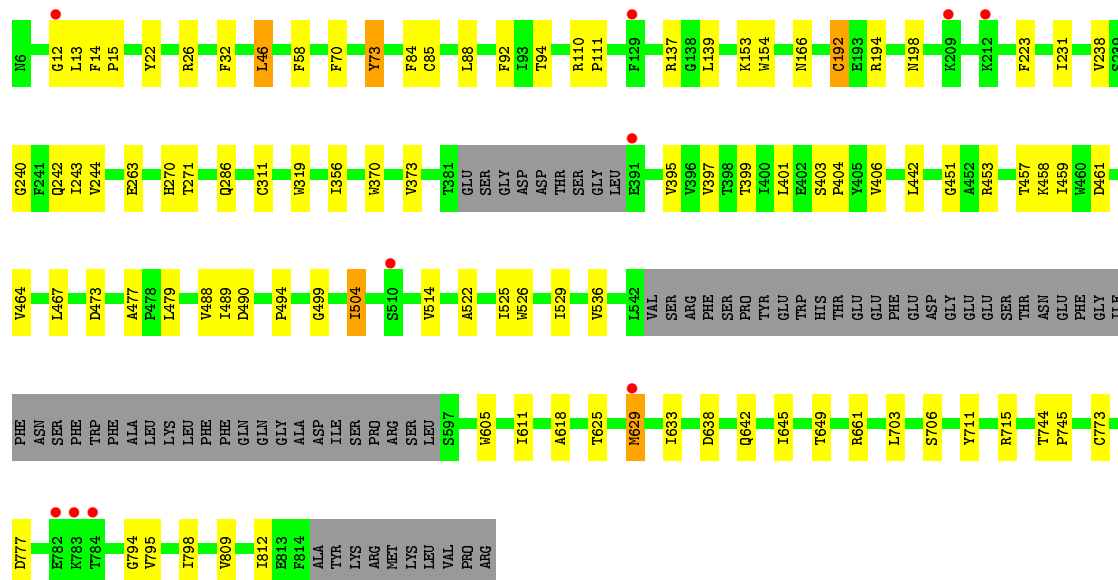 N6 G12 L13 F14 P15 Y22 R26 F32 L46 F58 F70 Y73 F84 C85 L88 F92 I93 T94 R110 P111 F129 R137 G138 L139 K153 W154 N166 C192 E193 R194 N198 K209 K212 F223 I231 V238 S239
G240 F241 Q242 I243 V244 E263 H270 T271 Q286 C311 W319 I356 W370 V373 T381 GLU SER GLY ASP ASP THR SER GLY LEU E391 V395 V396 V397 T398 T399 I400 L401 E402 S403 P404 Y405 V406 L442 G451 A452 R453 T457 K458 I459 W460 D461
V464 L467 D473 A477 P478 L479 V488 I489 D490 P494 G499 I504 S510 V514 A522 I525 W526 I529 V536 L542 VAL SER ARG PHE SER PRO TYR GLU TRP HIS THR GLU GLU PHE GLU ASP GLY GLU GLU SER THR ASN GLU PHE GLY ILE
PHE ASN SER PHE TRP PHE ALA LEU LYS LEU PHE PHE GLN GLN GLY ALA ASP ILE SER PRO ARG SER LEU S597 W605 I611 A618 T625 M629 I633 D638 Q642 I645 T649 R661 L703 S706 Y711 R715 T744 P745 C773
D777 E782 K783 T784 G794 V795 I798 V809 I812 E813 F814 ALA TYR LYS ARG MET LYS LEU VAL PRO ARG